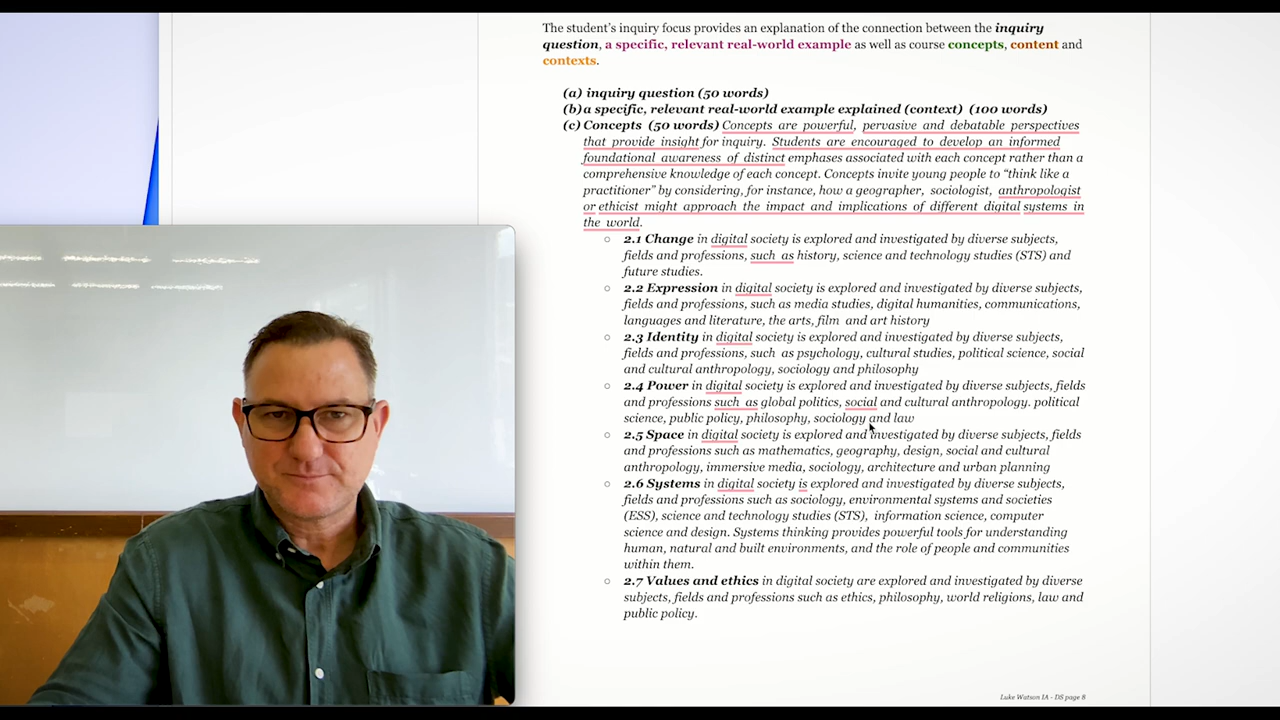 The student's inquiry focus provides an explanation of the connection between the inquiry
question, a specific, relevant real-world example as well as course concepts, content and
contexts.
(a) inquiry question (50 words)
(b) a specific, relevant real-world example explained (context) (100 words)
(c) Concepts (50 words) Concepts are powerful, pervasive and debatable perspectives
that provide insight for inquiry. Students are encouraged to develop an informed
foundational awareness of distinct emphases associated with each concept rather than a
comprehensive knowledge of each concept. Concepts invite young people to “think like a
practitioner” by considering, for instance, how a geographer, sociologist, anthropologist
or ethicist might approach the impact and implications of different digital systems in
the world.
○ 2.1 Change in digital society is explored and investigated by diverse subjects,
fields and professions, such as history, science and technology studies (STS) and
future studies.
○ 2.2 Expression in digital society is explored and investigated by diverse subjects,
fields and professions, such as media studies, digital humanities, communications,
languages and literature, the arts, film and art history
○ 2.3 Identity in digital society is explored and investigated by diverse subjects,
fields and professions, such as psychology, cultural studies, political science, social
and cultural anthropology, sociology and philosophy
○ 2.4 Power in digital society is explored and investigated by diverse subjects, fields
and professions such as global politics, social and cultural anthropology. political
science, public policy, philosophy, sociology and law
○ 2.5 Space in digital society is explored and investigated by diverse subjects, fields
and professions such as mathematics, geography, design, social and cultural
anthropology, immersive media, sociology, architecture and urban planning
○ 2.6 Systems in digital society is explored and investigated by diverse subjects,
fields and professions such as sociology, environmental systems and societies
(ESS), science and technology studies (STS), information science, computer
science and design. Systems thinking provides powerful tools for understanding
human, natural and built environments, and the role of people and communities
within them.
○ 2.7 Values and ethics in digital society are explored and investigated by diverse
subjects, fields and professions such as ethics, philosophy, world religions, law and
public policy.
Luke Watson IA - DS page 8